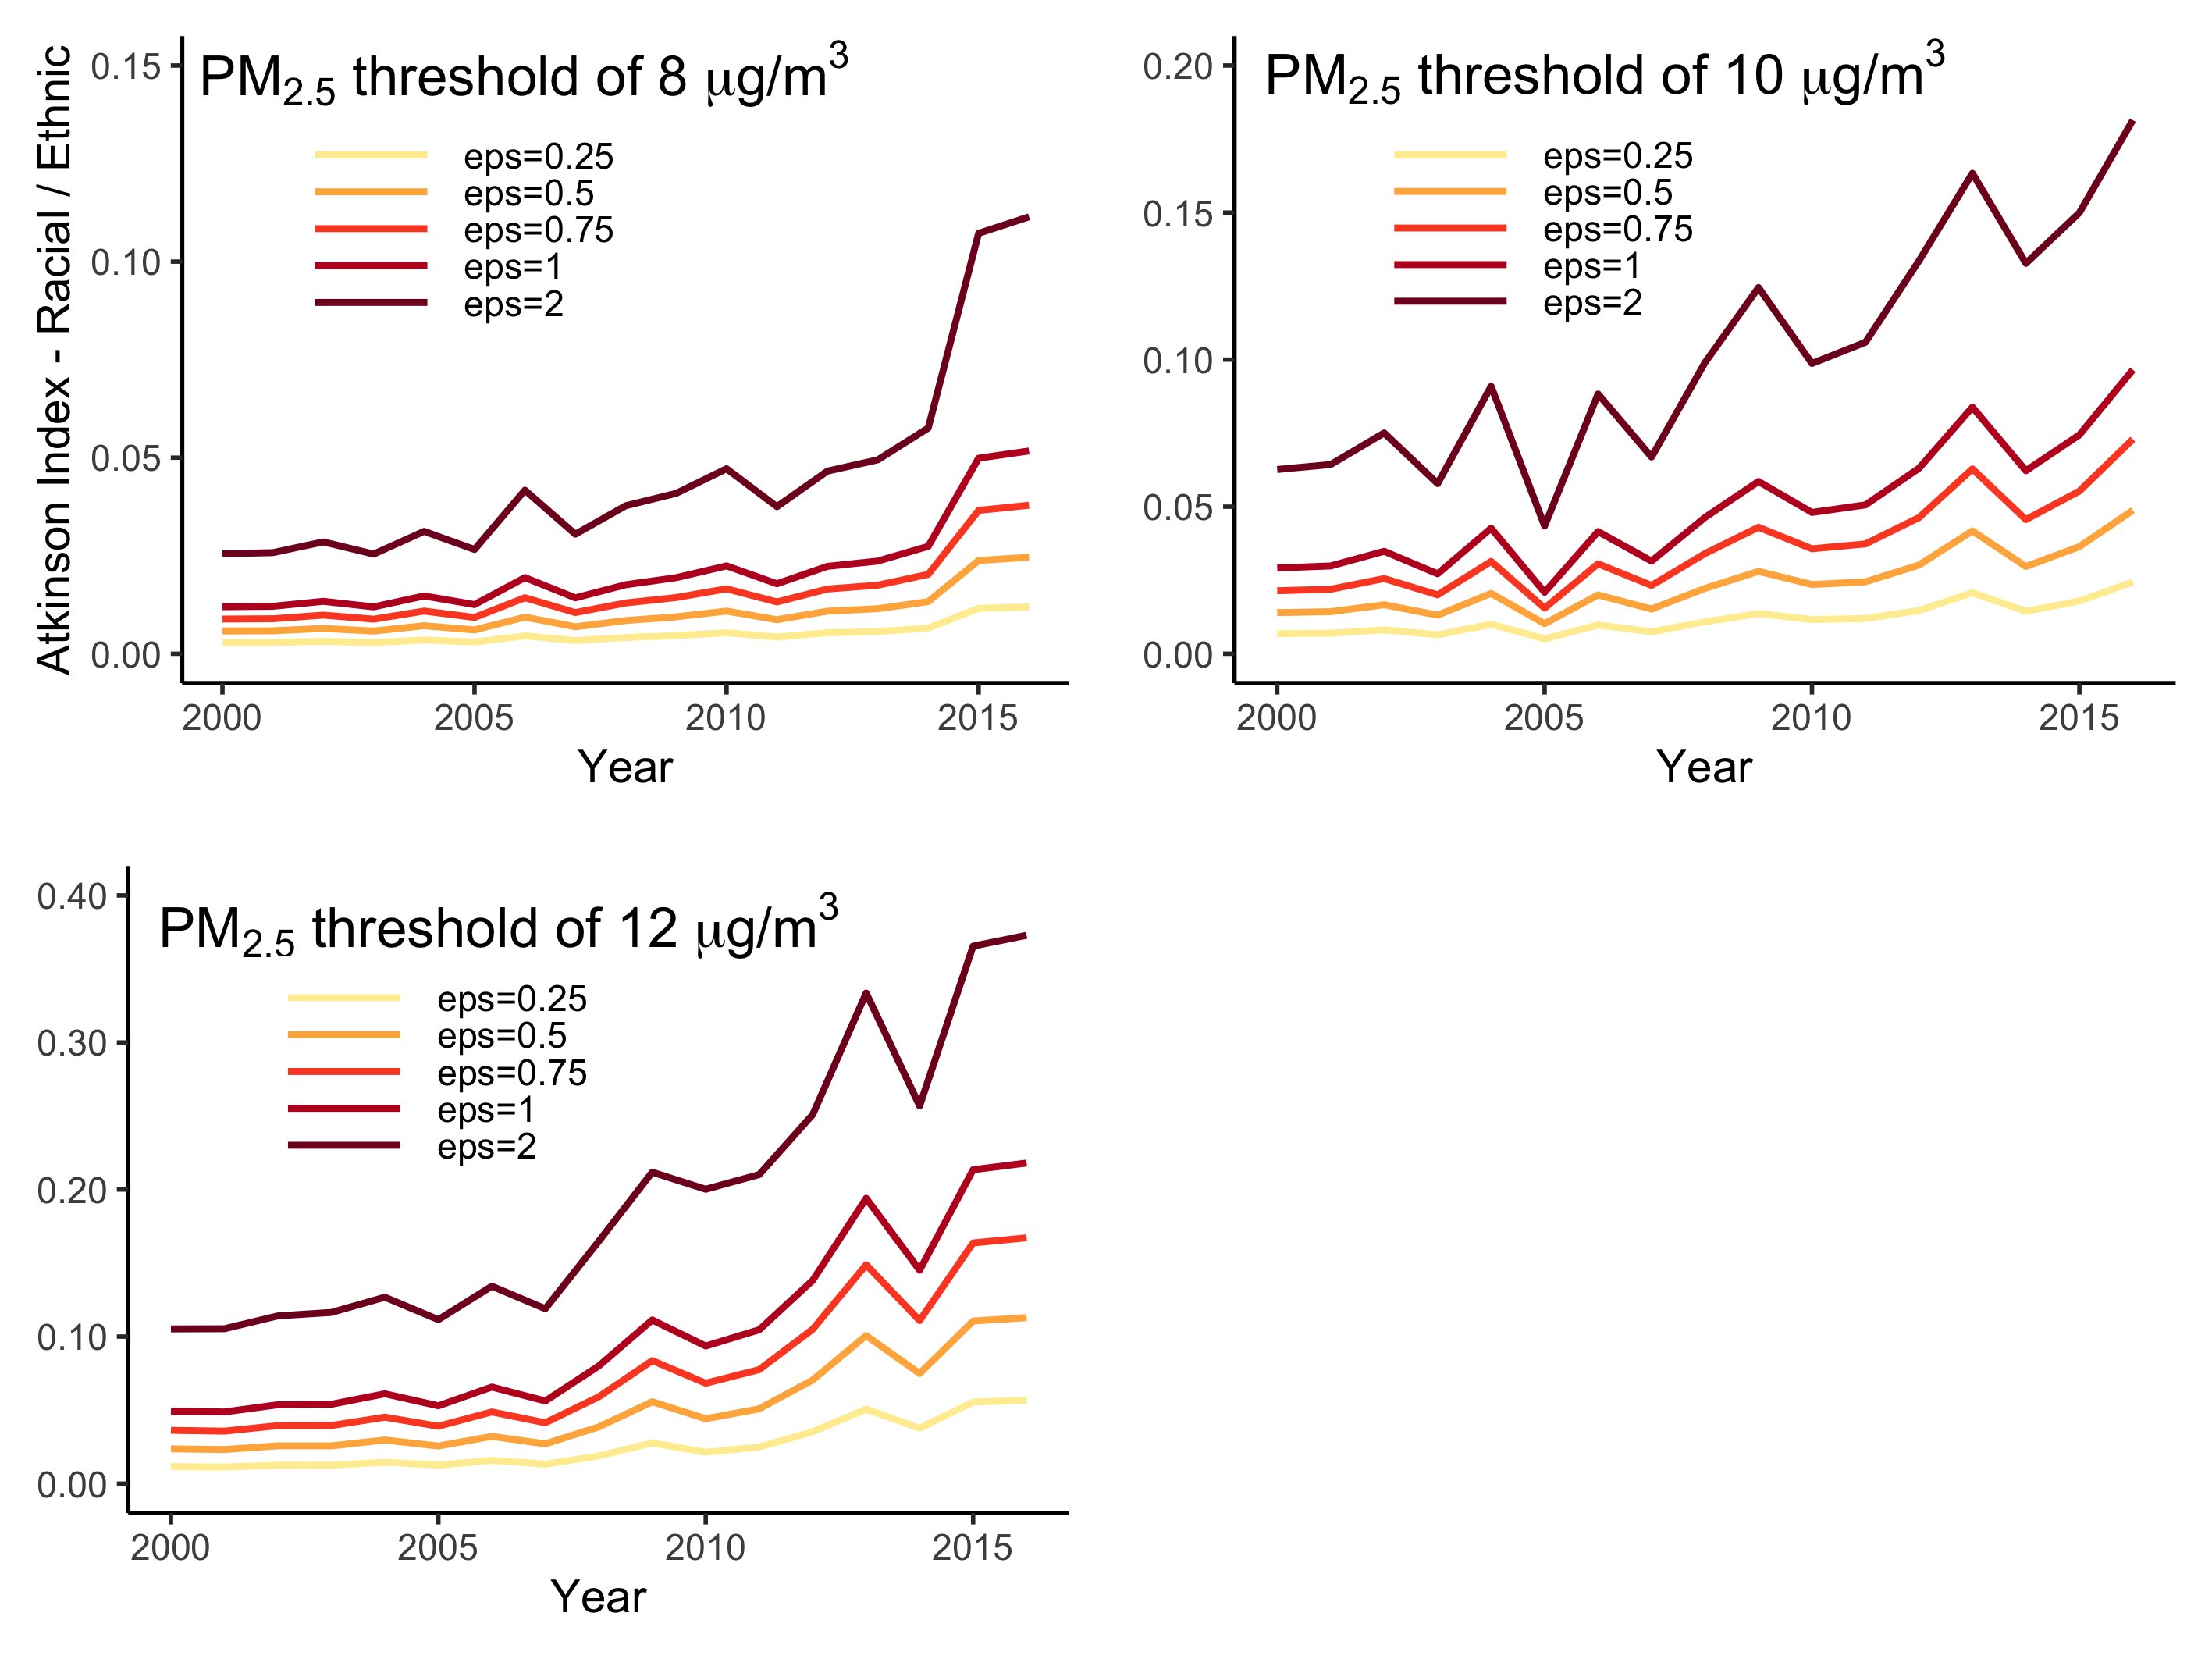 Atkinson Index - Racial / Ethnic
PM2.5 threshold of 8 μg/m3
0.15
0.10
0.05
0.00
eps=0.25
eps=0.5
eps=0.75
eps=1
eps=2
2000 2005 2010 2015
Year
PM2.5 threshold of 10 μg/m3
0.20
0.15
0.10
0.05
0.00
eps=0.25
eps=0.5
eps=0.75
eps=1
eps=2
2000 2005 2010 2015
Year
PM2.5 threshold of 12 μg/m3
0.40
0.30
0.20
0.10
0.00
eps=0.25
eps=0.5
eps=0.75
eps=1
eps=2
2000 2005 2010 2015
Year